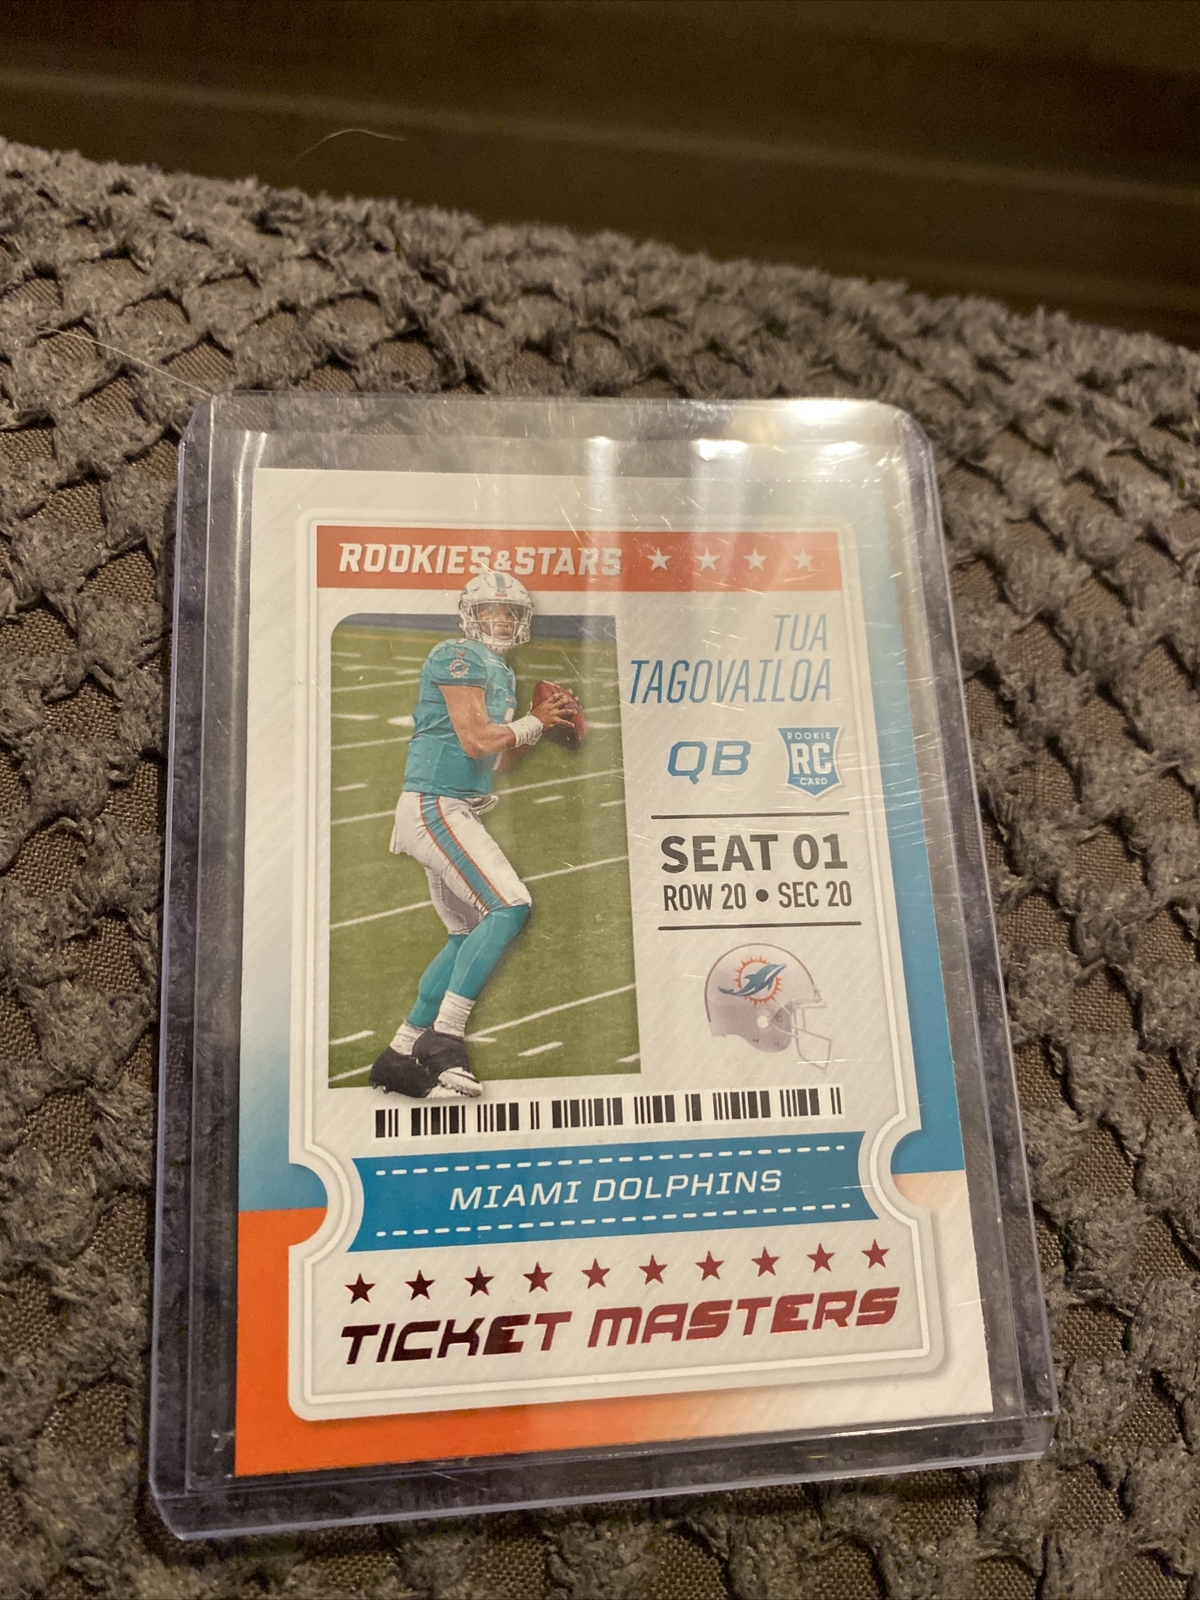 ROOKIES&STARS
TUA
TAGOVAILOA
QB
ROOKIE
RC
CARD
SEAT 01
ROW 20 • SEC 20
MIAMI DOLPHINS
TICKET MASTERS